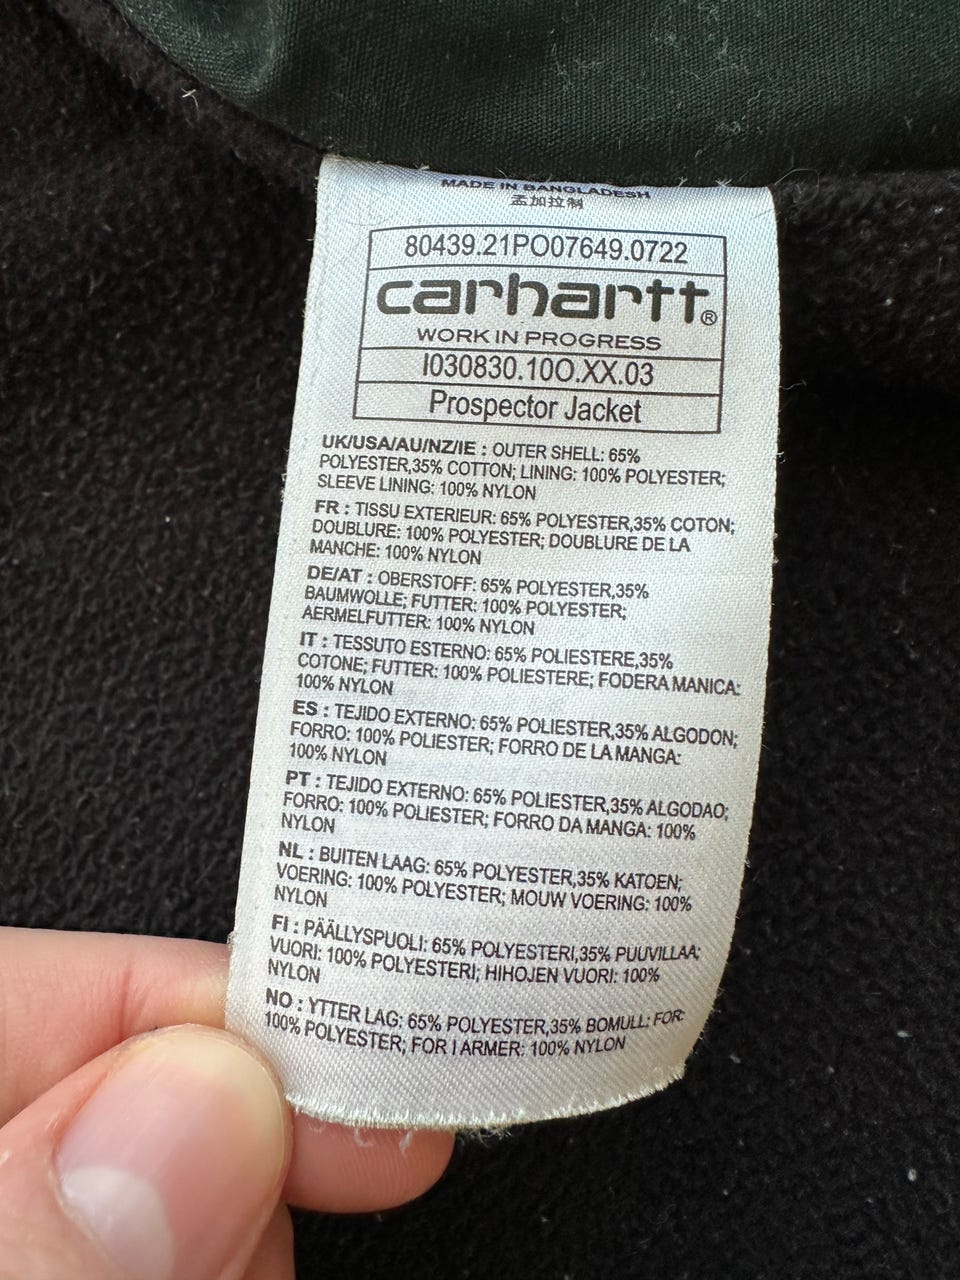 MADE IN BANGLADESH
孟加拉制
80439.21PO07649.0722
carhartt®
WORK IN PROGRESS
I030830.10O.XX.03
Prospector Jacket
UK/USA/AU/NZ/IE : OUTER SHELL: 65%
POLYESTER,35% COTTON; LINING: 100% POLYESTER;
SLEEVE LINING: 100% NYLON
FR : TISSU EXTERIEUR: 65% POLYESTER,35% COTON;
DOUBLURE: 100% POLYESTER; DOUBLURE DE LA
MANCHE: 100% NYLON
DE/AT : OBERSTOFF: 65% POLYESTER,35%
BAUMWOLLE; FUTTER: 100% POLYESTER;
AERMELFUTTER: 100% NYLON
IT : TESSUTO ESTERNO: 65% POLIESTERE,35%
COTONE; FUTTER: 100% POLIESTERE; FODERA MANICA:
100% NYLON
ES : TEJIDO EXTERNO: 65% POLIESTER,35% ALGODON;
FORRO: 100% POLIESTER; FORRO DE LA MANGA:
100% NYLON
PT : TEJIDO EXTERNO: 65% POLIESTER,35% ALGODAO;
FORRO: 100% POLIESTER; FORRO DA MANGA: 100%
NYLON
NL : BUITEN LAAG: 65% POLYESTER,35% KATOEN;
VOERING: 100% POLYESTER; MOUW VOERING: 100%
NYLON
FI : PÄÄLLYSPUOLI: 65% POLYESTERI,35% PUUVILLAA;
VUORI: 100% POLYESTERI; HIHOJEN VUORI: 100%
NYLON
NO : YTTER LAG: 65% POLYESTER,35% BOMULL; FOR:
100% POLYESTER; FOR I ARMER: 100% NYLON